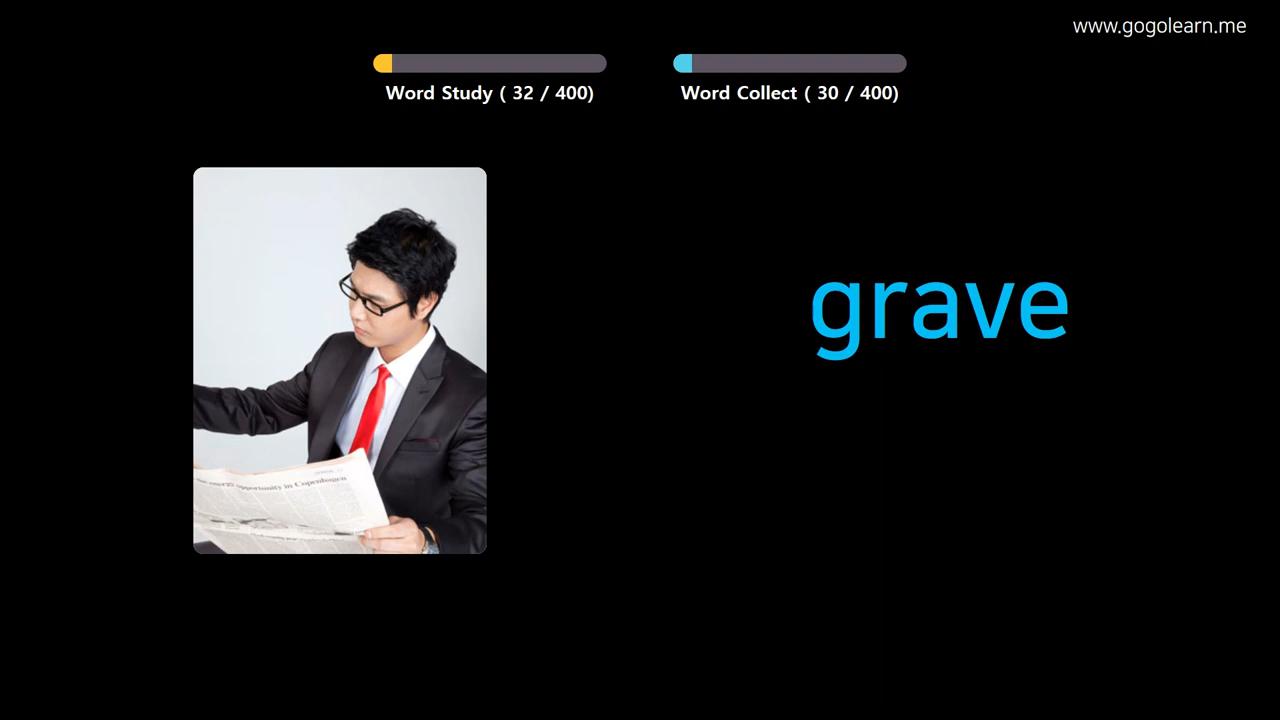 www.gogolearn.me
Word Study ( 32 / 400)
Word Collect ( 30 / 400)
grave
opportunity in Copenhagen